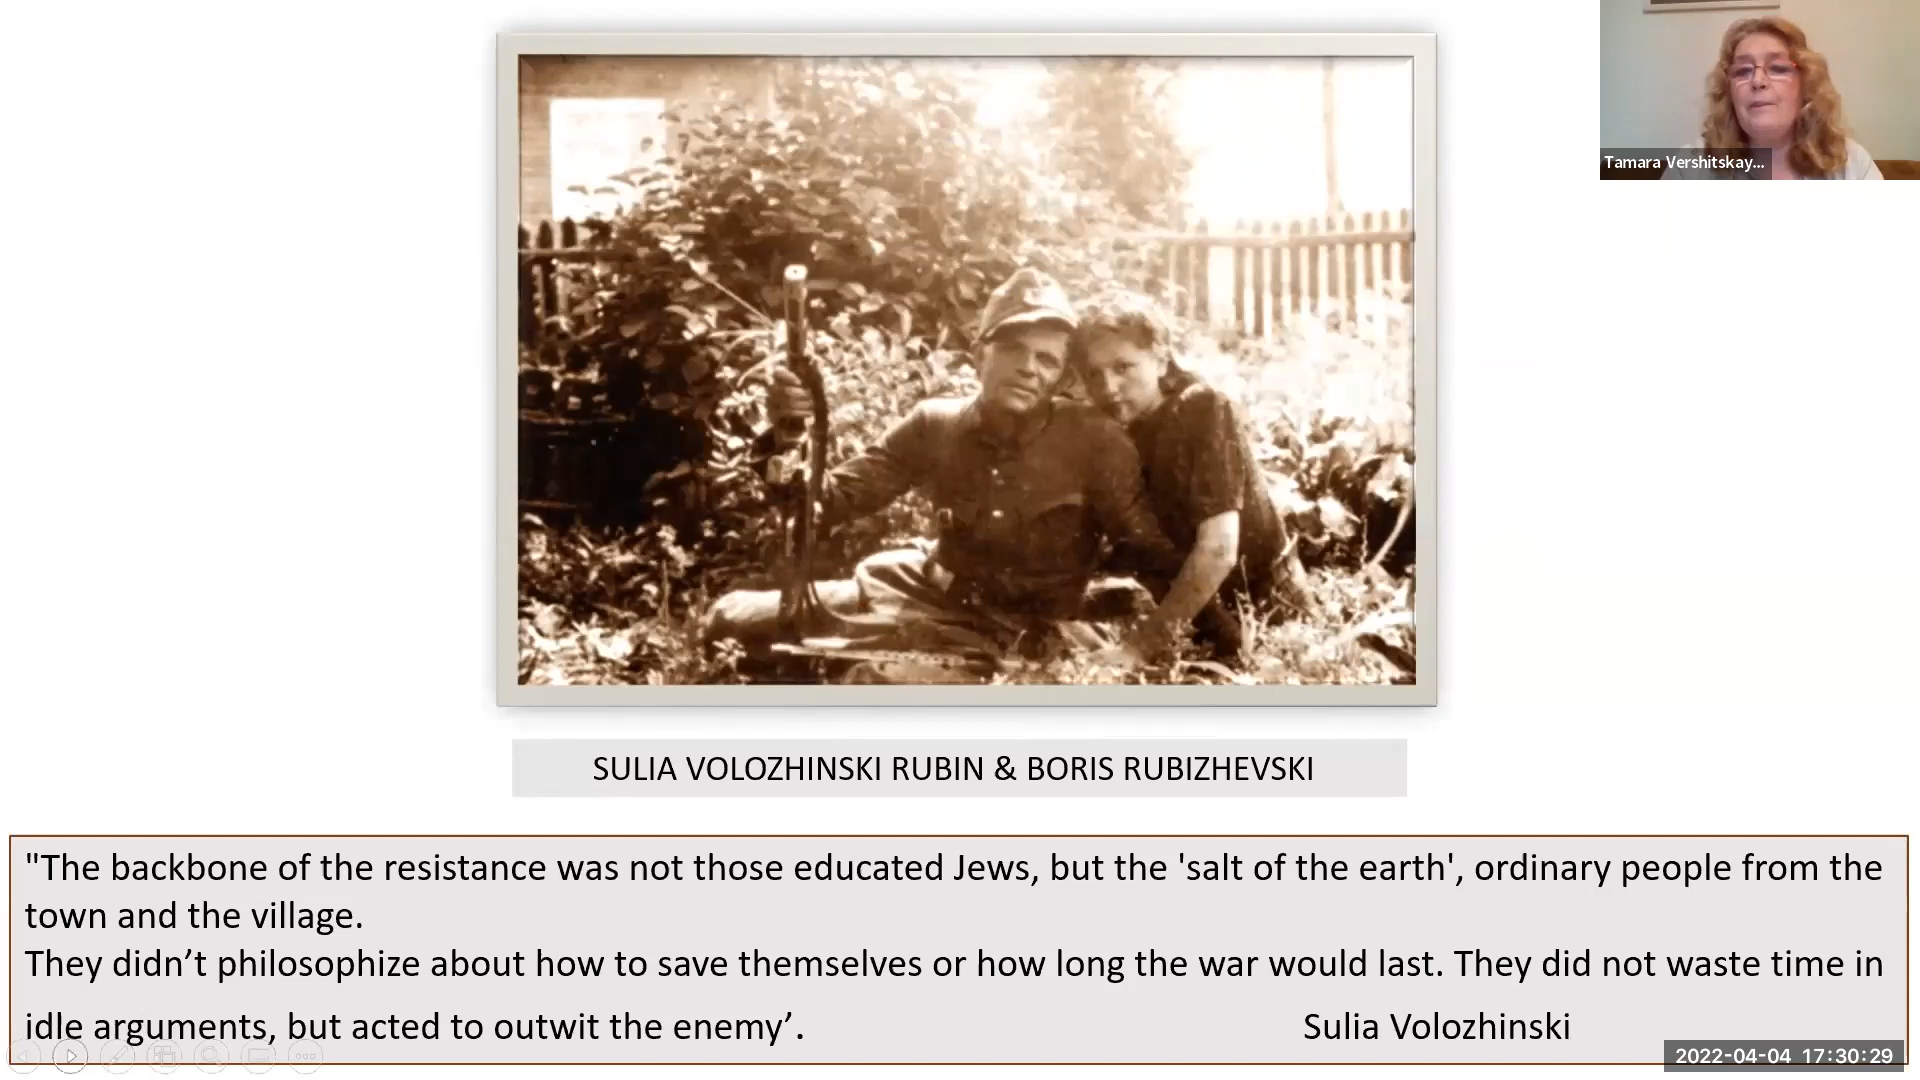 Tamara Vershitskay...
SULIA VOLOZHINSKI RUBIN & BORIS RUBIZHEVSKI
"The backbone of the resistance was not those educated Jews, but the 'salt of the earth', ordinary people from the
town and the village.
They didn’t philosophize about how to save themselves or how long the war would last. They did not waste time in
idle arguments, but acted to outwit the enemy’.
Sulia Volozhinski
2022-04-04 17:30:29